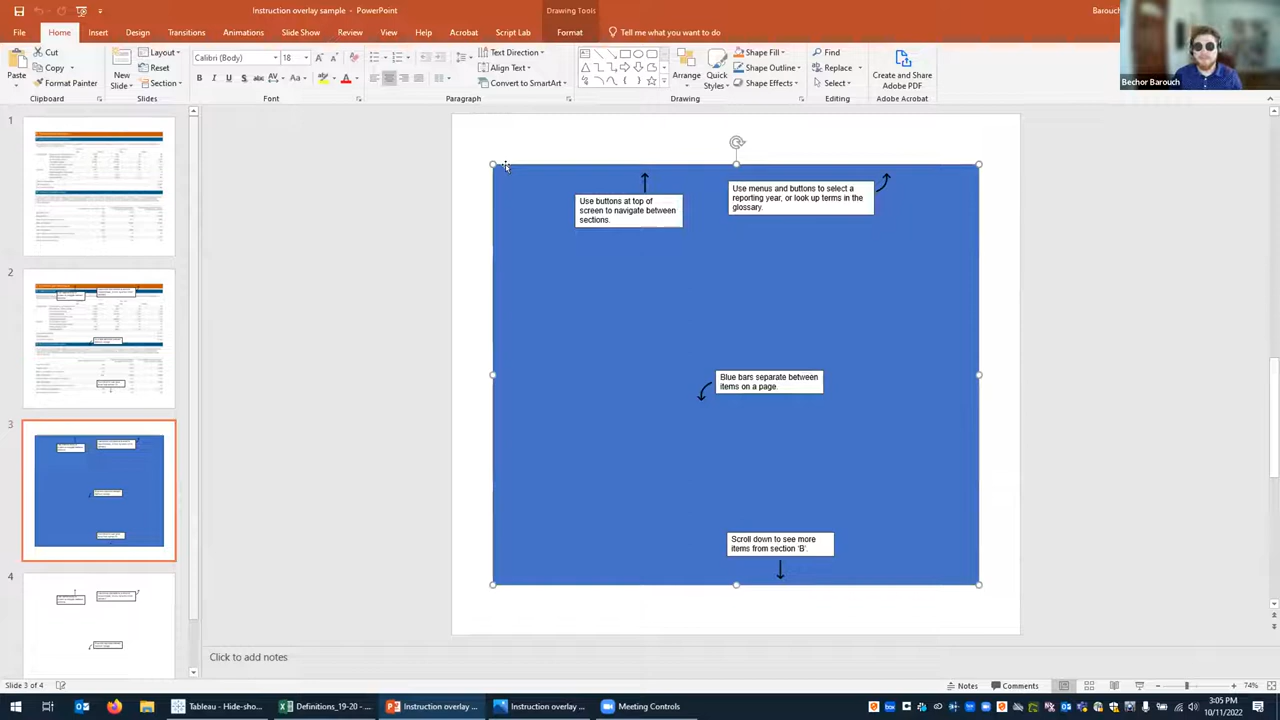 Instruction overlay sample - PowerPoint
Drawing Tools
Barouch
File
Home
Insert
Design
Transitions
Animations
Slide Show
Review
View
Help
Acrobat
Script Lab
Format
Tell me what you want to do
Paste
Cut
Copy
Format Painter
Clipboard
New
Slide
Layout
Reset
Section
Slides
Calibri (Body)
18
Font
Text Direction
Align Text
Convert to SmartArt
Paragraph
Arrange
Quick
Styles
Shape Fill
Shape Outline
Shape Effects
Drawing
Find
Replace
Select
Editing
Create and Share
Adobe PDF
Adobe Acrobat
Bechor Barouch
1
2
3
4
Use buttons at top of
screen to navigate between
sections.
Use menus and buttons to select a
reporting year, or look up terms in the
glossary.
Blue bars separate between
items on a page.
Scroll down to see more
items from section 'B'.
Click to add notes
Slide 3 of 4
Notes
Comments
74%
Tableau - Hide-sho...
Definitions_19-20 - ...
Instruction overlay ...
Instruction overlay ...
Meeting Controls
3:05 PM
10/11/2022